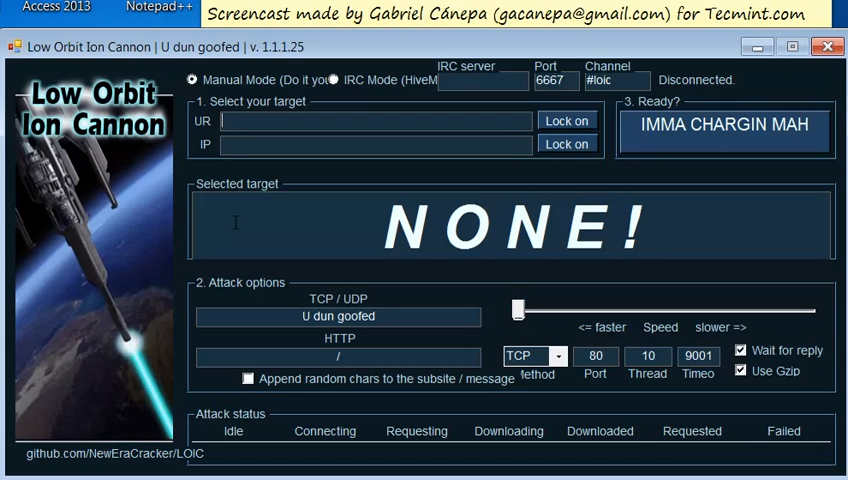 Access 2013 Notepad++
Screencast made by Gabriel Cánepa (gacanepa@gmail.com) for Tecmint.com
Low Orbit Ion Cannon | U dun goofed | v. 1.1.1.25
Low Orbit
Ion Cannon
IRC server Port Channel
Manual Mode (Do it you IRC Mode (HiveM 6667 #loic Disconnected.
1. Select your target
UR Lock on
IP Lock on
3. Ready?
IMMA CHARGIN MAH
Selected target
NONE!
2. Attack options
TCP / UDP
U dun goofed
HTTP
/
Append random chars to the subsite / message
<= faster Speed slower =>
TCP 80 10 9001 Wait for reply
Method Port Thread Timeo Use Gzip
Attack status
Idle Connecting Requesting Downloading Downloaded Requested Failed
github.com/NewEraCracker/LOIC